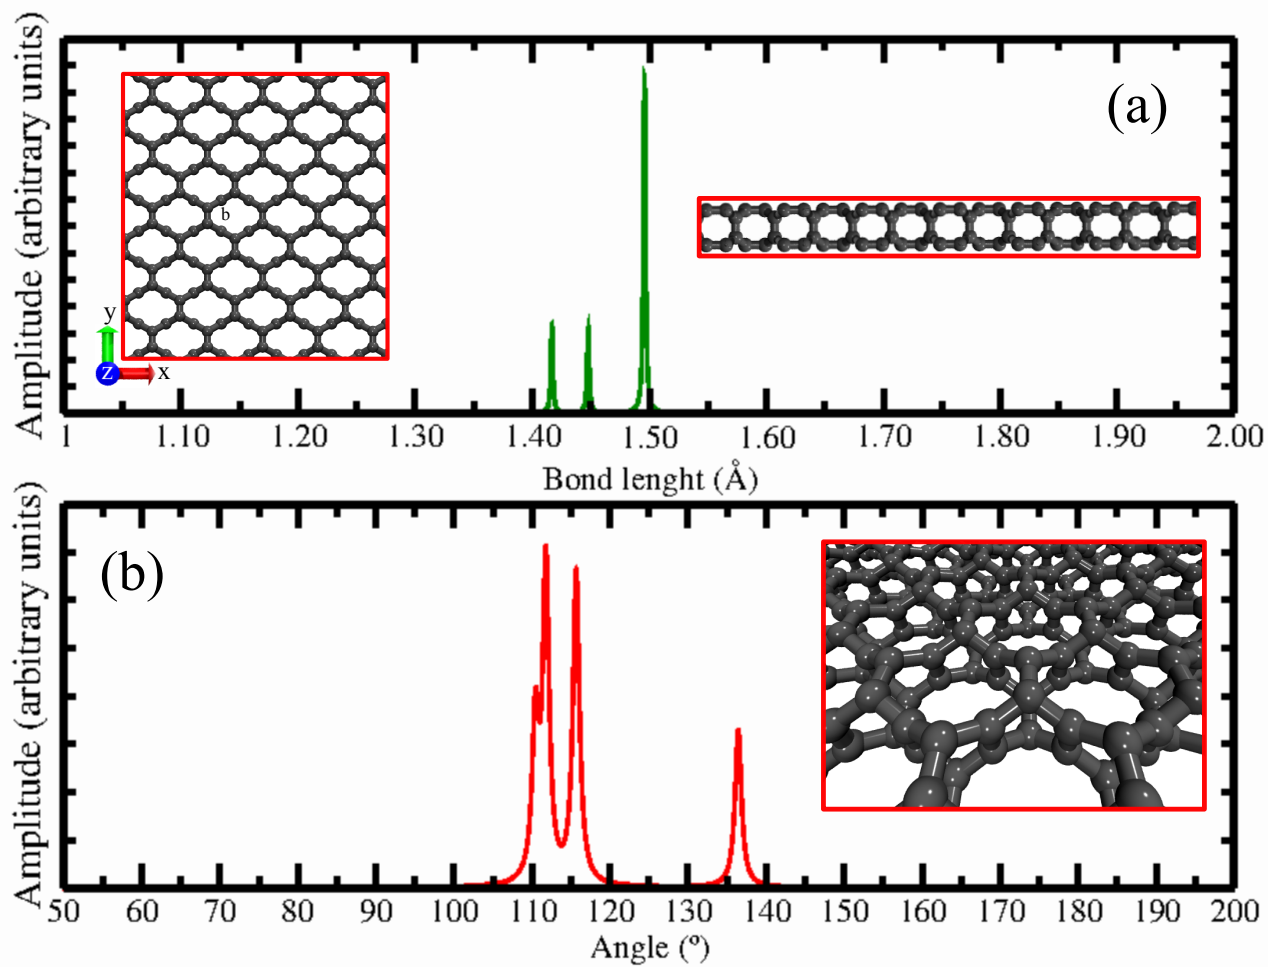 Amplitude (arbitrary units)
(a)
b
y
z
x
1 1.10 1.20 1.30 1.40 1.50 1.60 1.70 1.80 1.90 2.00
Bond lenght (Å)
Amplitude (arbitrary units)
(b)
50 60 70 80 90 100 110 120 130 140 150 160 170 180 190 200
Angle (º)